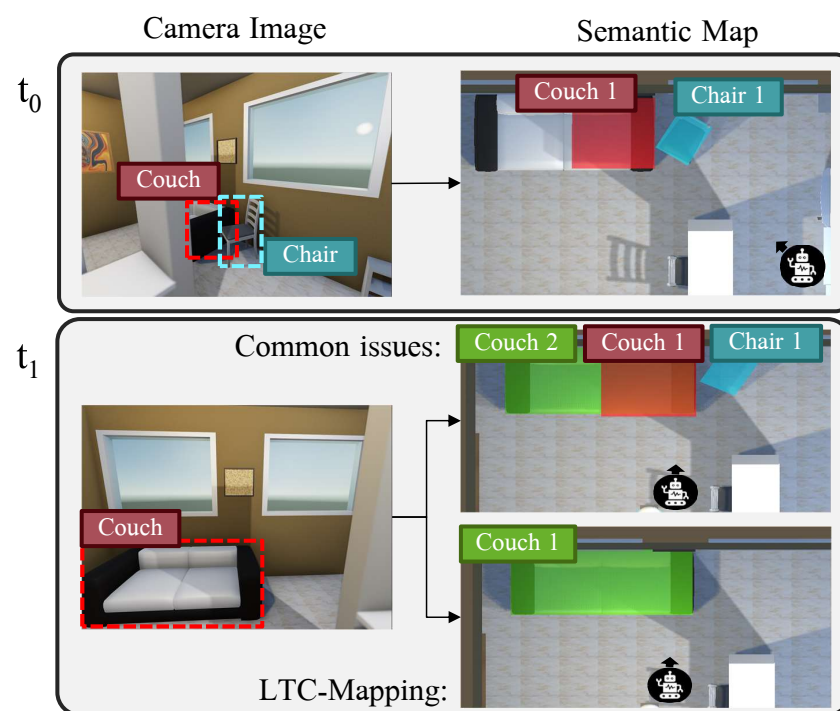 Camera Image
Semantic Map
t0
Couch 1
Chair 1
Couch
Chair
t1
Common issues:
Couch 2
Couch 1
Chair 1
Couch
Couch 1
LTC-Mapping: